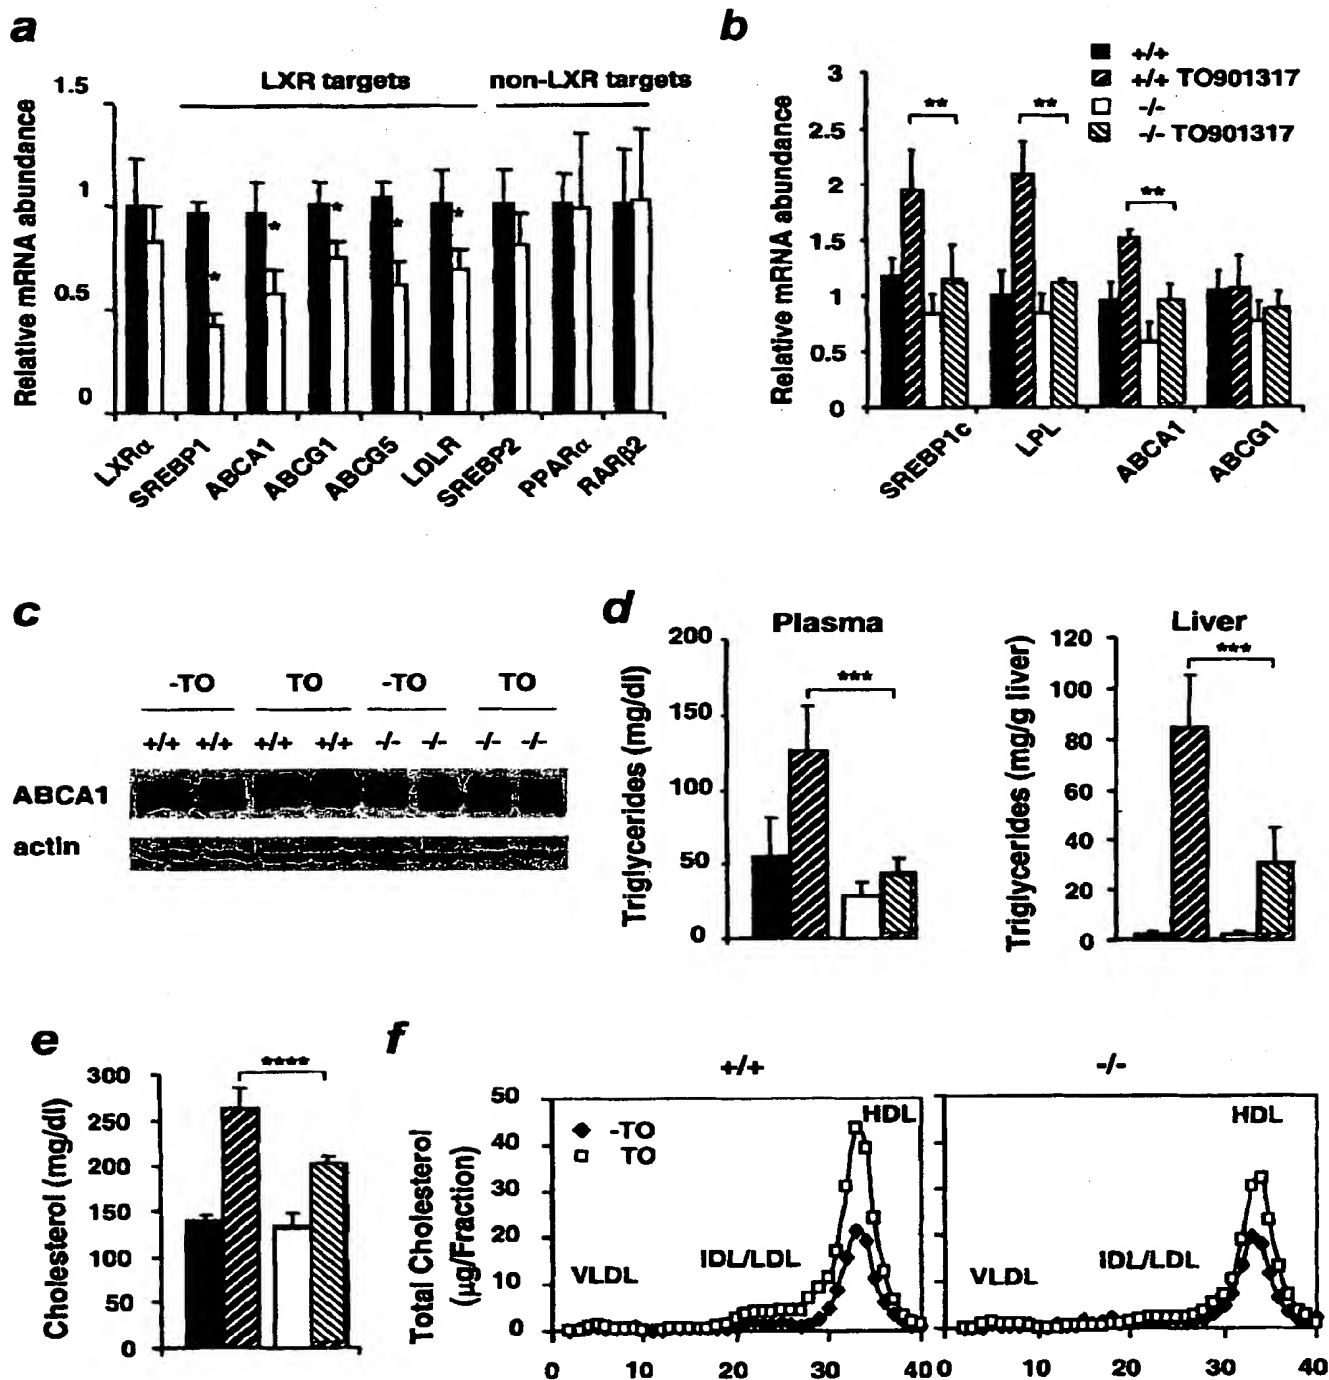 a
Relative mRNA abundance
1.5
1
0.5
0
LXR targets
non-LXR targets
*
*
*
*
*
LXRα
SREBP1
ABCA1
ABCG1
ABCG5
LDLR
SREBP2
PPARα
RARβ2
b
Relative mRNA abundance
3
2.5
2
1.5
1
0.5
0
+/+
+/+ TO901317
-/-
-/- TO901317
**
**
**
SREBP1c
LPL
ABCA1
ABCG1
c
-TO TO -TO TO
+/+ +/+ +/+ +/+ -/- -/- -/- -/-
ABCA1
actin
d
Plasma
Triglycerides (mg/dl)
200
150
100
50
0
***
Liver
Triglycerides (mg/g liver)
120
100
80
60
40
20
0
***
e
Cholesterol (mg/dl)
300
250
200
150
100
50
0
****
f
Total Cholesterol
(µg/Fraction)
50
40
30
20
10
0
+/+
-TO
TO
HDL
VLDL
IDL/LDL
0 10 20 30 40
-/-
HDL
VLDL
IDL/LDL
0 10 20 30 40